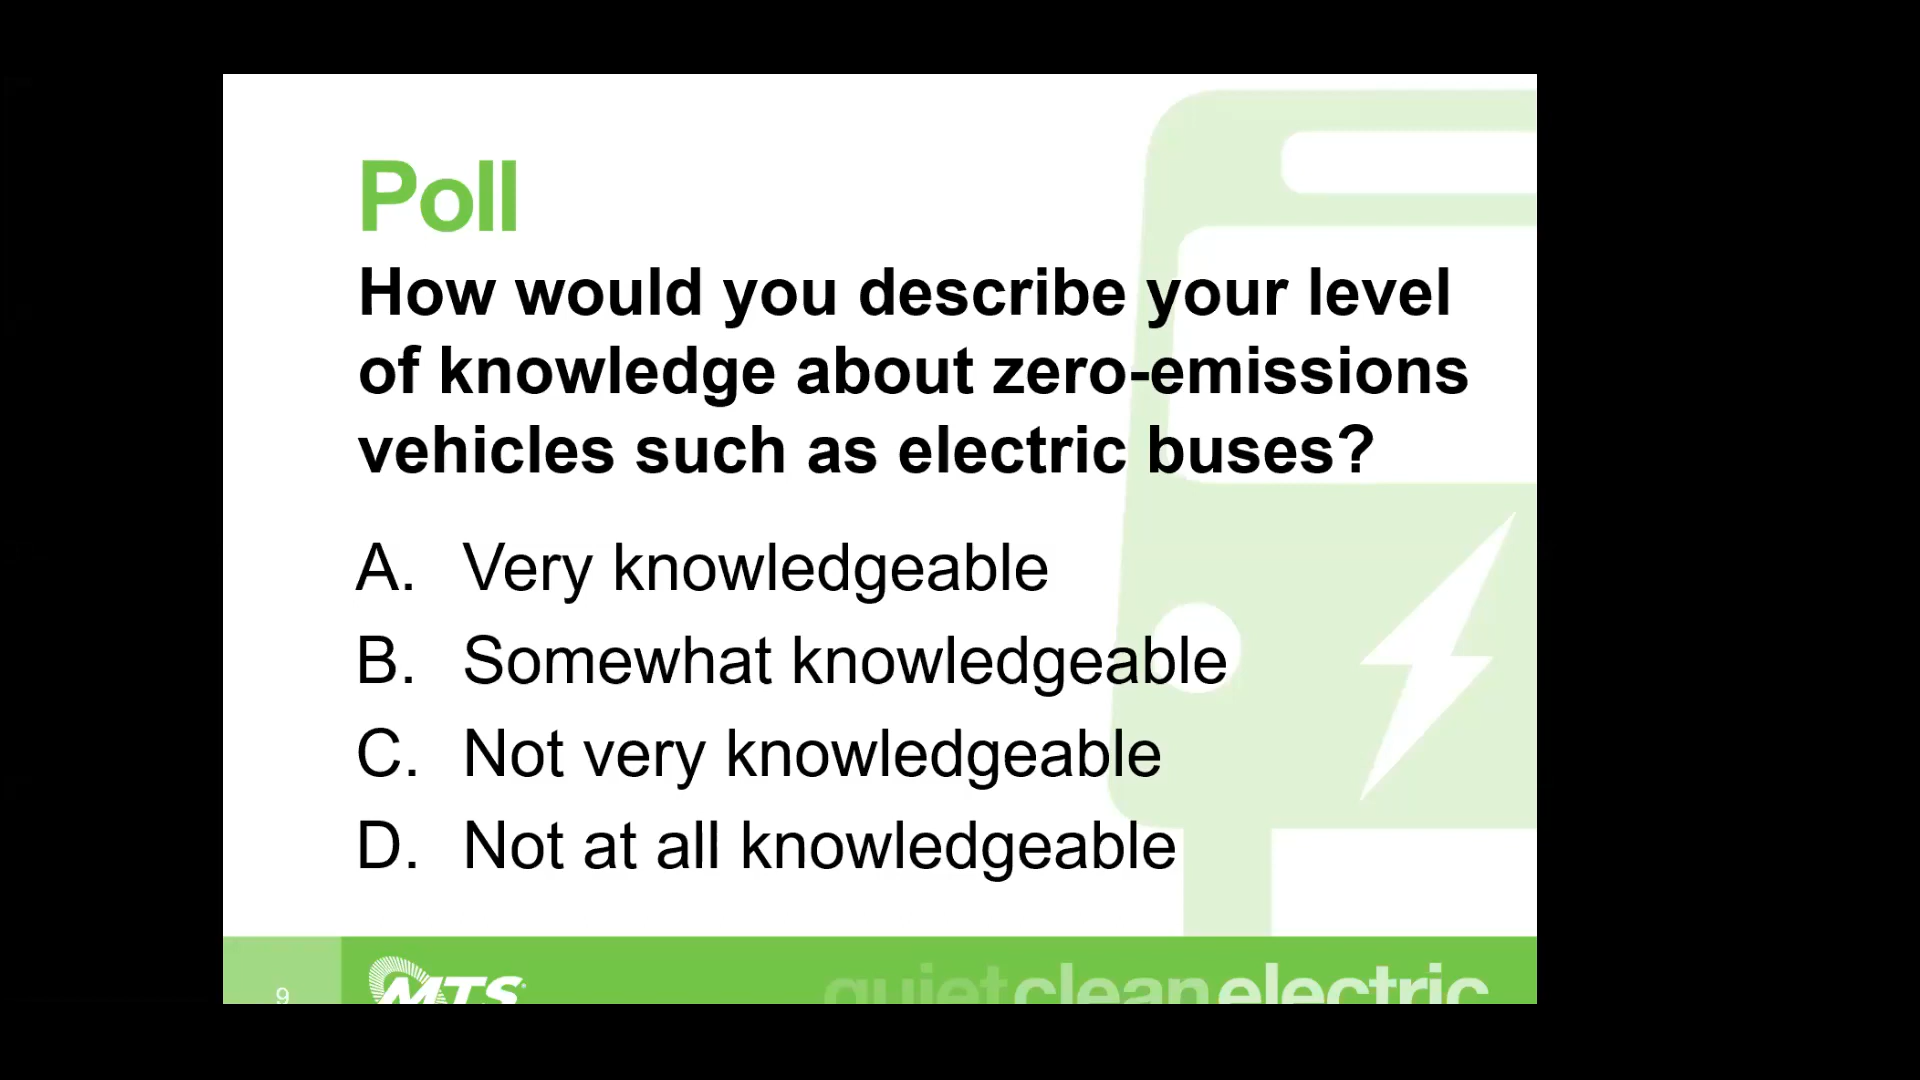 Poll
How would you describe your level
of knowledge about zero-emissions
vehicles such as electric buses?
A. Very knowledgeable
B. Somewhat knowledgeable
C. Not very knowledgeable
D. Not at all knowledgeable
9 MTS quietcleanelectric